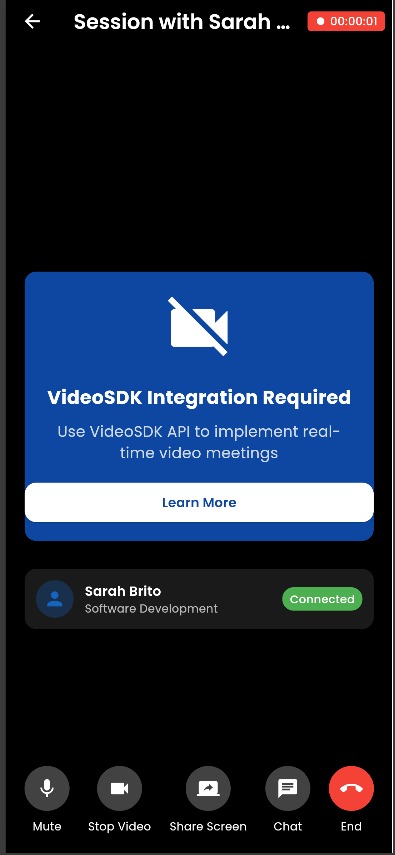 Session with Sarah ...
00:00:01
VideoSDK Integration Required
Use VideoSDK API to implement real-
time video meetings
Learn More
Sarah Brito
Software Development
Connected
Mute
Stop Video
Share Screen
Chat
End